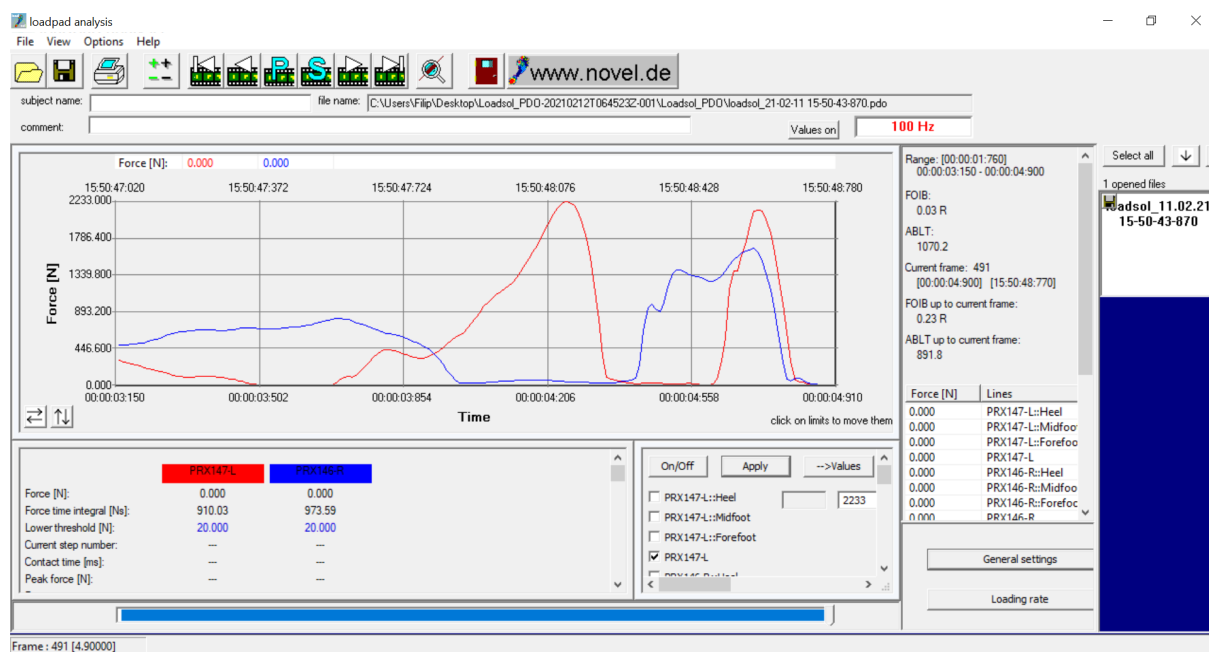 loadpad analysis
File View Options Help
www.novel.de
subject name:
file name: C:\Users\Filip\Desktop\Loadsol_PDO-20210212T064523Z-001\Loadsol_PDO\loadsol_21-02-11 15-50-43-870.pdo
comment:
Values on
100 Hz
Force [N]: 0.000 0.000
15:50:47:020 15:50:47:372 15:50:47:724 15:50:48:076 15:50:48:428 15:50:48:780
2233.000
1786.400
1339.800
893.200
446.600
0.000
Force [N]
00:00:03:150 00:00:03:502 00:00:03:854 00:00:04:206 00:00:04:558 00:00:04:910
Time
click on limits to move them
Range: [00:00:01:760]
00:00:03:150 - 00:00:04:900
FOIB:
0.03 R
ABLT:
1070.2
Current frame: 491
[00:00:04:900] [15:50:48:770]
FOIB up to current frame:
0.23 R
ABLT up to current frame:
891.8
Force [N] Lines
0.000 PRX147-L::Heel
0.000 PRX147-L::Midfoo
0.000 PRX147-L::Forefoo
0.000 PRX147-L
0.000 PRX146-R::Heel
0.000 PRX146-R::Midfoo
0.000 PRX146-R::Forefoc
0.000 PRX146-R
Select all
1 opened files
adsol_11.02.21
15-50-43-870
PRX147-L PRX146-R
Force [N]: 0.000 0.000
Force time integral [Ns]: 910.03 973.59
Lower threshold [N]: 20.000 20.000
Current step number: --- ---
Contact time [ms]: --- ---
Peak force [N]: --- ---
On/Off Apply -->Values
PRX147-L::Heel 2233
PRX147-L::Midfoot
PRX147-L::Forefoot
PRX147-L
PRX146-R::Heel
General settings
Loading rate
Frame : 491 [4.90000]